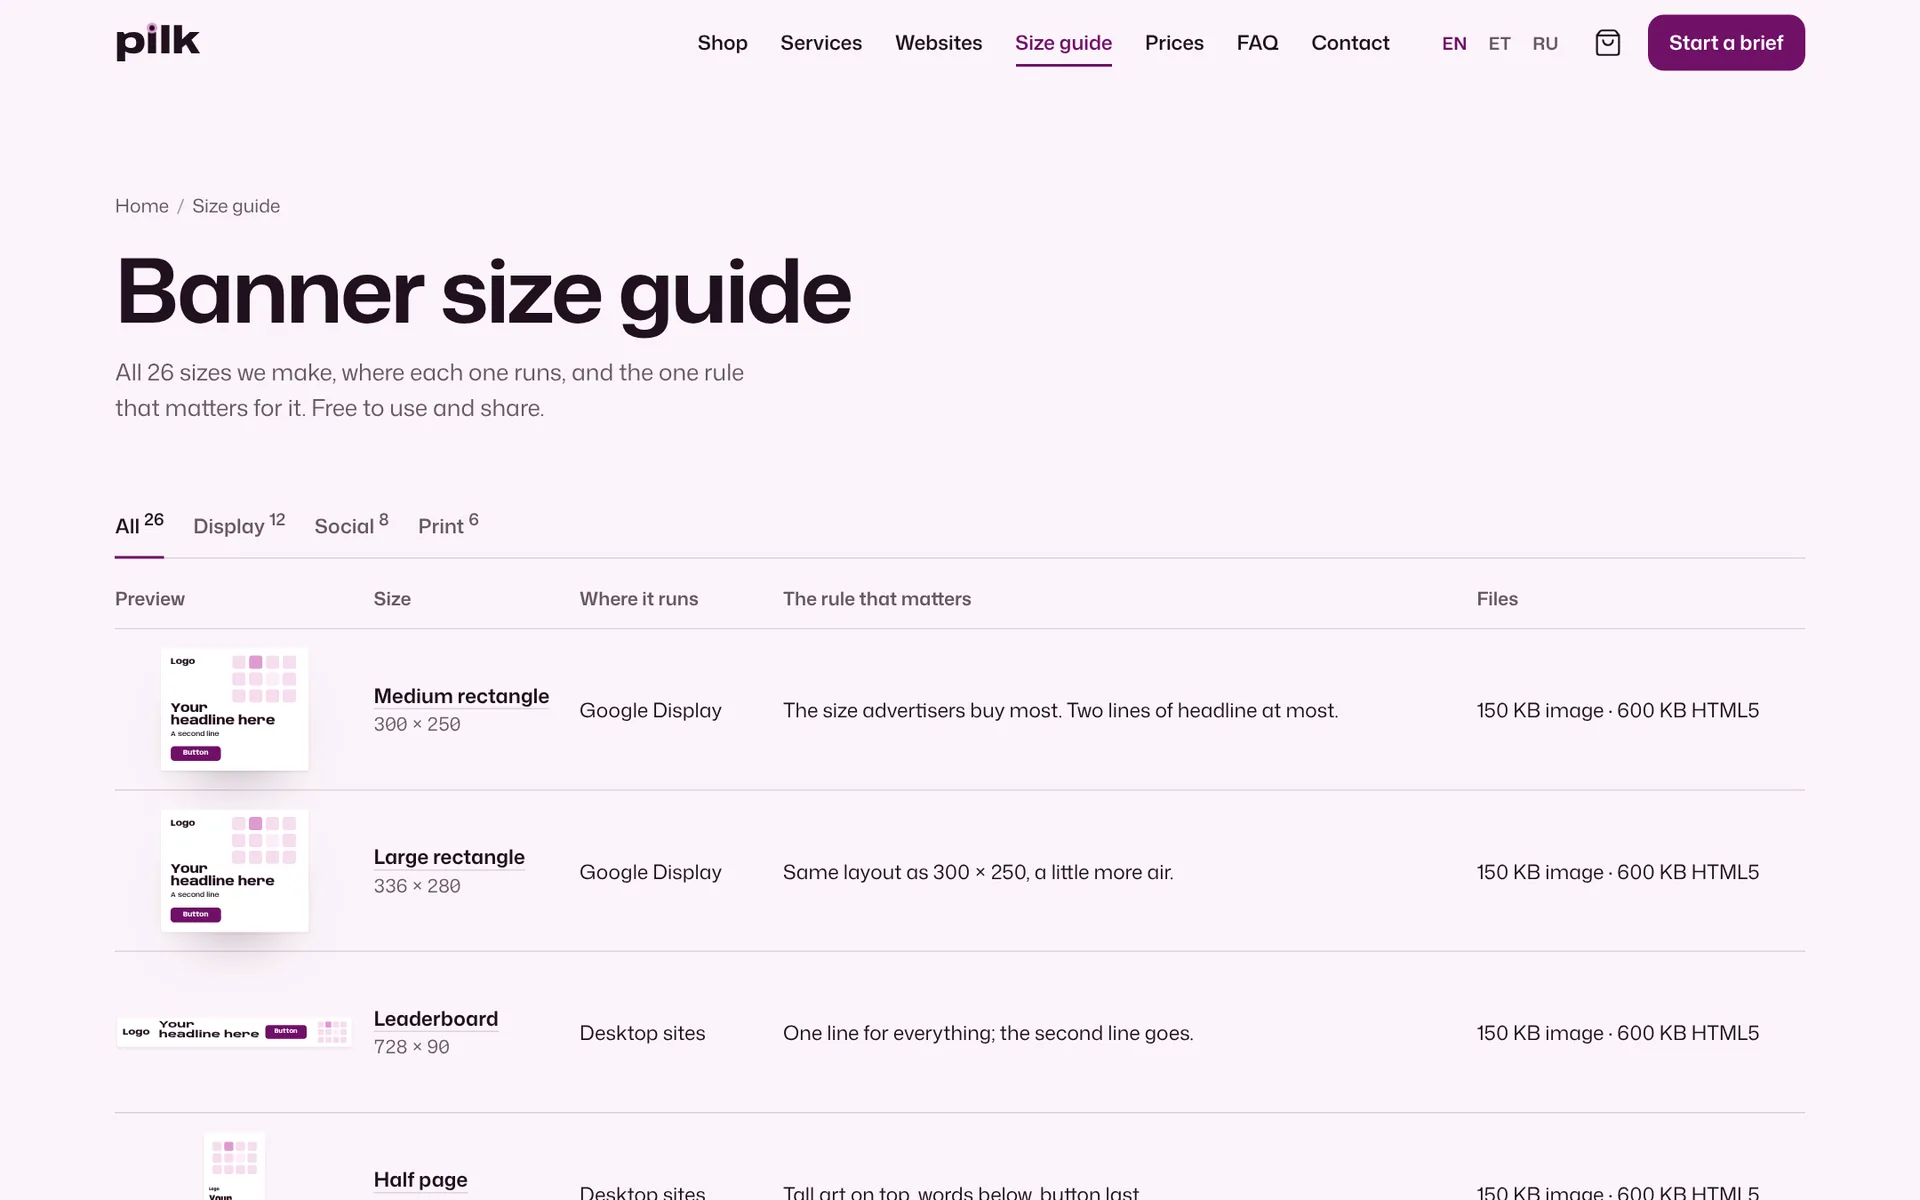 pilk
Shop Services Websites Size guide Prices FAQ Contact EN ET RU Start a brief
Home / Size guide
Banner size guide
All 26 sizes we make, where each one runs, and the one rule
that matters for it. Free to use and share.
All 26 Display 12 Social 8 Print 6
Preview Size Where it runs The rule that matters Files
Logo
Your
headline here
A second line
Button
Medium rectangle
300 × 250
Google Display
The size advertisers buy most. Two lines of headline at most.
150 KB image · 600 KB HTML5
Logo
Your
headline here
A second line
Button
Large rectangle
336 × 280
Google Display
Same layout as 300 × 250, a little more air.
150 KB image · 600 KB HTML5
Logo
Your
headline here
Button
Leaderboard
728 × 90
Desktop sites
One line for everything; the second line goes.
150 KB image · 600 KB HTML5
Logo
Your
Half page
Desktop sites
Tall art on top, words below, button last
150 KB image · 600 KB HTML5